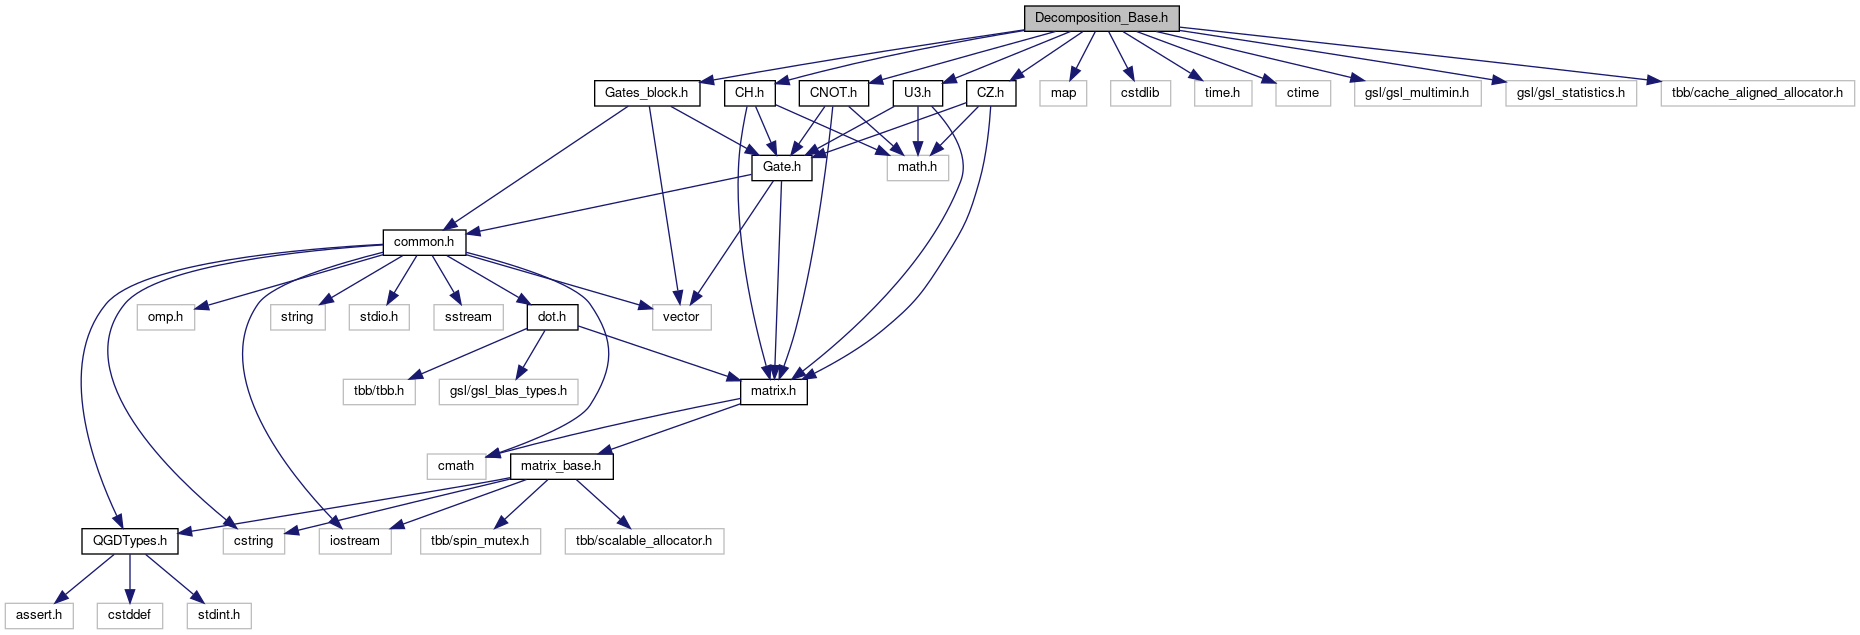 Decomposition_Base.h
Gates_block.h
CH.h
CNOT.h
U3.h
CZ.h
map
cstdlib
time.h
ctime
gsl/gsl_multimin.h
gsl/gsl_statistics.h
tbb/cache_aligned_allocator.h
Gate.h
math.h
common.h
omp.h
string
stdio.h
sstream
dot.h
vector
tbb/tbb.h
gsl/gsl_blas_types.h
matrix.h
cmath
matrix_base.h
QGDTypes.h
cstring
iostream
tbb/spin_mutex.h
tbb/scalable_allocator.h
assert.h
cstddef
stdint.h